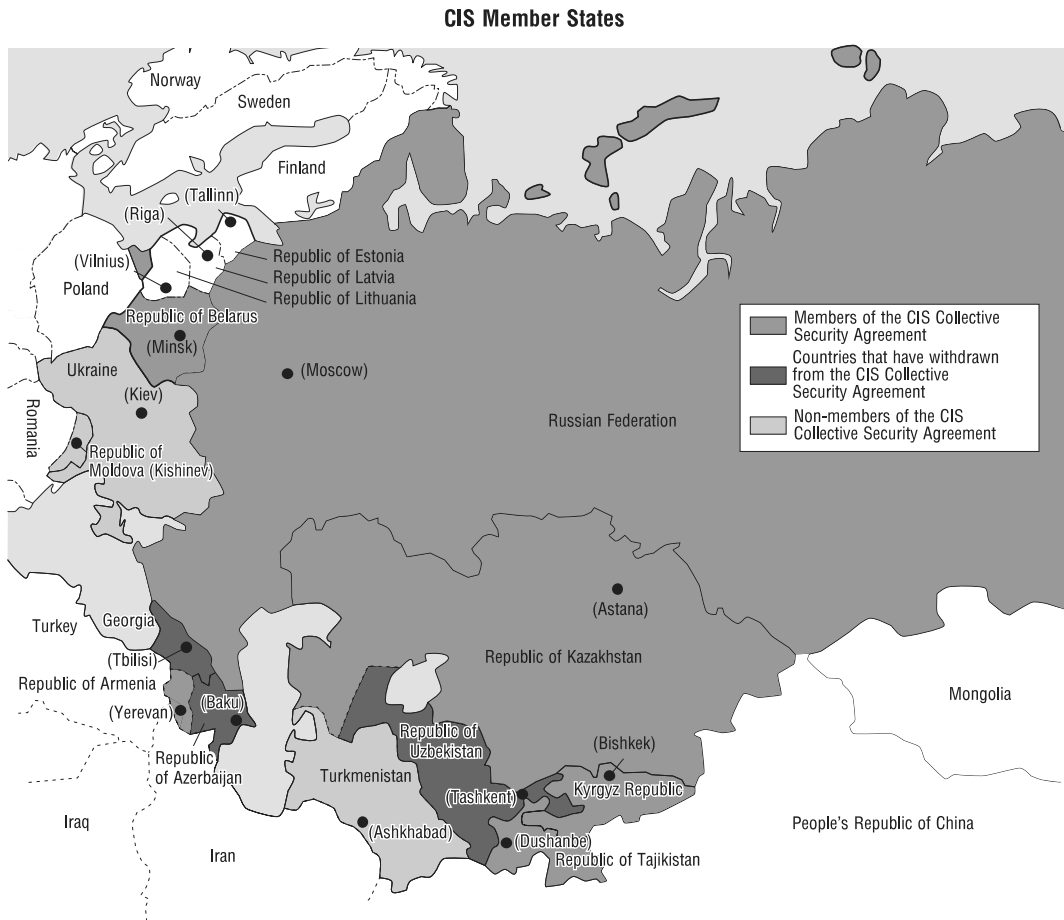 CIS Member States
Norway
Sweden
Finland
(Tallinn)
(Riga)
Republic of Estonia
(Vilnius)
Republic of Latvia
Poland
Republic of Lithuania
Republic of Belarus
(Minsk)
Members of the CIS Collective
Security Agreement
Countries that have withdrawn
from the CIS Collective
Security Agreement
Non-members of the CIS
Collective Security Agreement
Ukraine
(Moscow)
(Kiev)
Romania
Russian Federation
Republic of
Moldova (Kishinev)
(Astana)
Georgia
Turkey
(Tbilisi)
Republic of Kazakhstan
Republic of Armenia
Mongolia
(Yerevan)
(Baku)
Republic of
Uzbekistan
(Bishkek)
Republic
of Azerbaijan
Turkmenistan
Kyrgyz Republic
(Tashkent)
Iraq
(Ashkhabad)
People's Republic of China
(Dushanbe)
Iran
Republic of Tajikistan